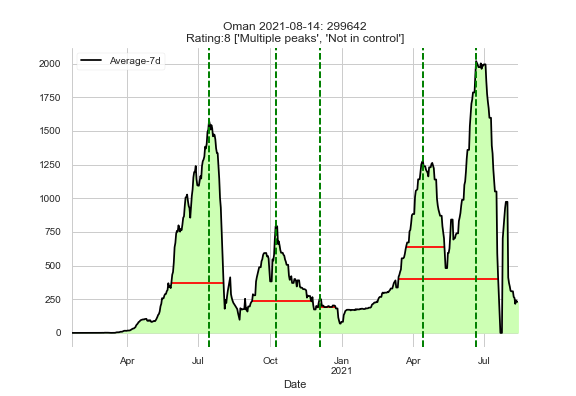 Oman 2021-08-14: 299642
Rating:8 ['Multiple peaks', 'Not in control']
Average-7d
2000
1750
1500
1250
1000
750
500
250
0
Apr Jul Oct Jan Apr Jul
2021
Date